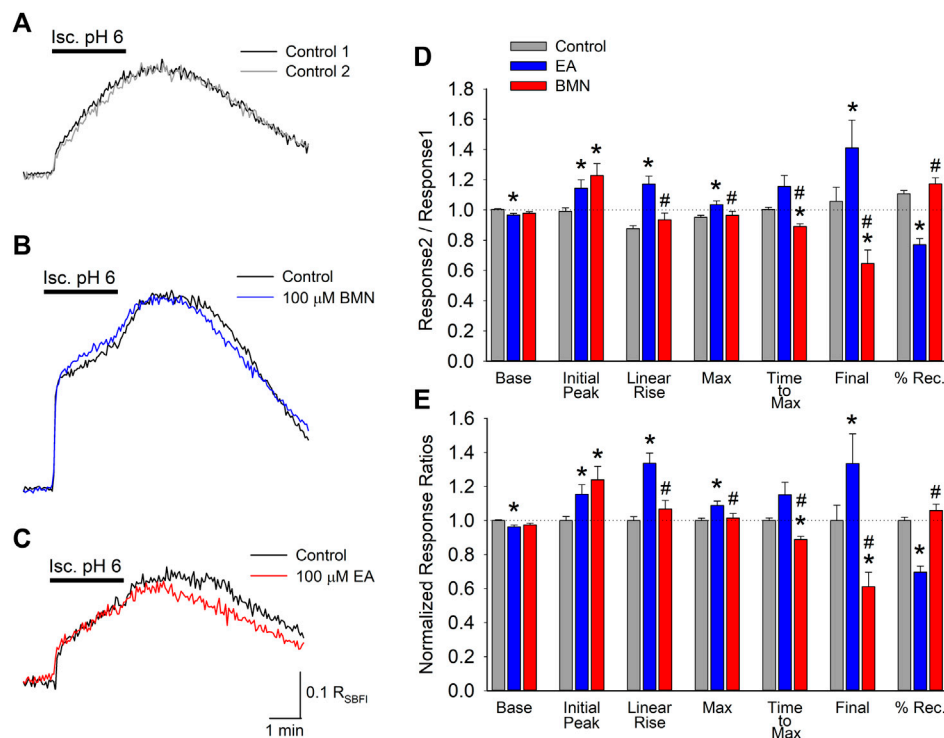 A
Isc. pH 6
Control 1
Control 2
B
Isc. pH 6
Control
100 μM BMN
C
Isc. pH 6
Control
100 μM EA
0.1 RSBFI
1 min
D
Control
EA
BMN
Response2 / Response1
1.8
1.6
1.4
1.2
1.0
0.8
0.6
0.4
0.2
0.0
*
*
*
*
#
*
#
#
*
*
#
*
*
#
Base
Initial
Peak
Linear
Rise
Max
Time
to
Max
Final
% Rec.
E
Normalized Response Ratios
1.6
1.4
1.2
1.0
0.8
0.6
0.4
0.2
0.0
*
*
*
*
#
*
#
#
*
*
#
*
*
#
Base
Initial
Peak
Linear
Rise
Max
Time
to
Max
Final
% Rec.